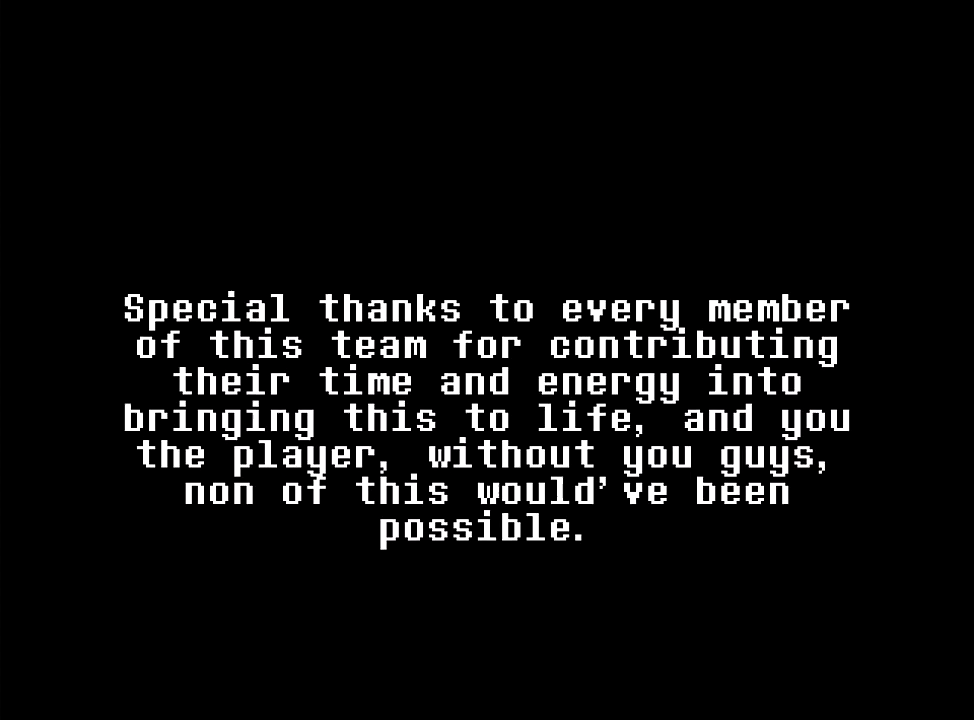 Special thanks to every member
of this team for contributing
their time and energy into
bringing this to life, and you
the player, without you guys,
non of this would've been
possible.